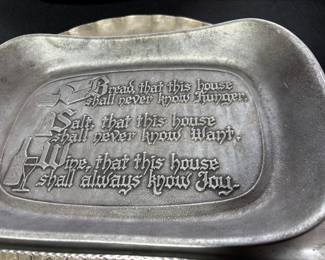 Bread, that this house
shall never know Hunger.
Salt, that this house
shall never know Want.
Wine, that this house
shall always know Joy.